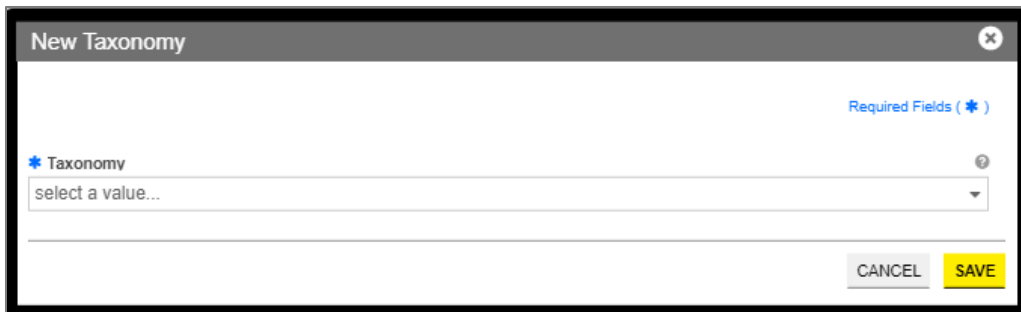 New Taxonomy
Required Fields ( * )
* Taxonomy
select a value...
CANCEL SAVE